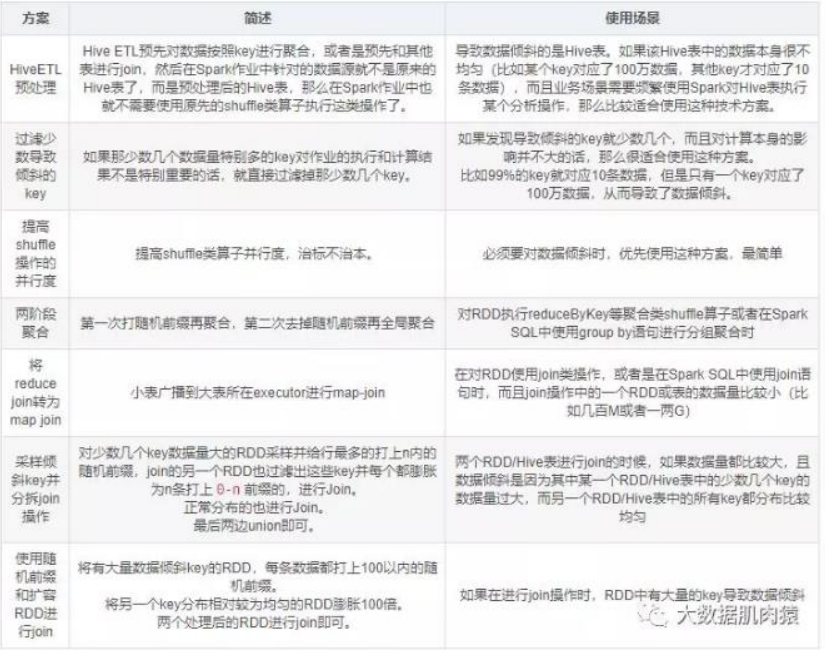 方案
简述
使用场景
HiveETL
预处理
Hive ETL预先对数据按照key进行聚合，或者是预先和其他
表进行join，然后在Spark作业中针对的数据源就不是原来的
Hive表了，而是预处理后的Hive表，那么在Spark作业中也
就不需要使用原先的shuffle类算子执行这类操作了。
导致数据倾斜的是Hive表。如果该Hive表中的数据本身很不
均匀（比如某个key对应了100万数据，其他key才对应了10
条数据），而且业务场景需要频繁使用Spark对Hive表执行
某个分析操作，那么比较适合使用这种技术方案。
过滤少
数导致
倾斜的
key
如果那少数几个数据量特别多的key对作业的执行和计算结
果不是特别重要的话，就直接过滤掉那少数几个key。
如果发现导致倾斜的key就少数几个，而且对计算本身的影
响并不大的话，那么很适合使用这种方案。
比如99%的key就对应10条数据，但是只有一个key对应了
100万数据，从而导致了数据倾斜。
提高
shuffle
操作的
并行度
提高shuffle类算子并行度，治标不治本。
必须要对数据倾斜时，优先使用这种方案，最简单
两阶段
聚合
第一次打随机前缀再聚合，第二次去掉随机前缀再全局聚合
对RDD执行reduceByKey等聚合类shuffle算子或者在Spark
SQL中使用group by语句进行分组聚合时
将
reduce
join转为
map join
小表广播到大表所在executor进行map-join
在对RDD使用join类操作，或者是在Spark SQL中使用join语
句时，而且join操作中的一个RDD或表的数据量比较小（比
如几百M或者一两G）
采样倾
斜key并
分拆join
操作
对少数几个key数据量大的RDD采样并给行最多的打上n内的
随机前缀，join的另一个RDD也过滤出这些key并每个都膨胀
为n条打上 0-n 前缀的，进行Join。
正常分布的也进行Join。
最后两边union即可。
两个RDD/Hive表进行join的时候，如果数据量都比较大，且
数据倾斜是因为其中某一个RDD/Hive表中的少数几个key的
数据量过大，而另一个RDD/Hive表中的所有key都分布比较
均匀
使用随
机前缀
和扩容
RDD进
行join
将有大量数据倾斜key的RDD，每条数据都打上100以内的随
机前缀。
将另一个key分布相对较为均匀的RDD膨胀100倍。
两个处理后的RDD进行join即可。
如果在进行join操作时，RDD中有大量的key导致数据倾斜
大数据肌肉猿